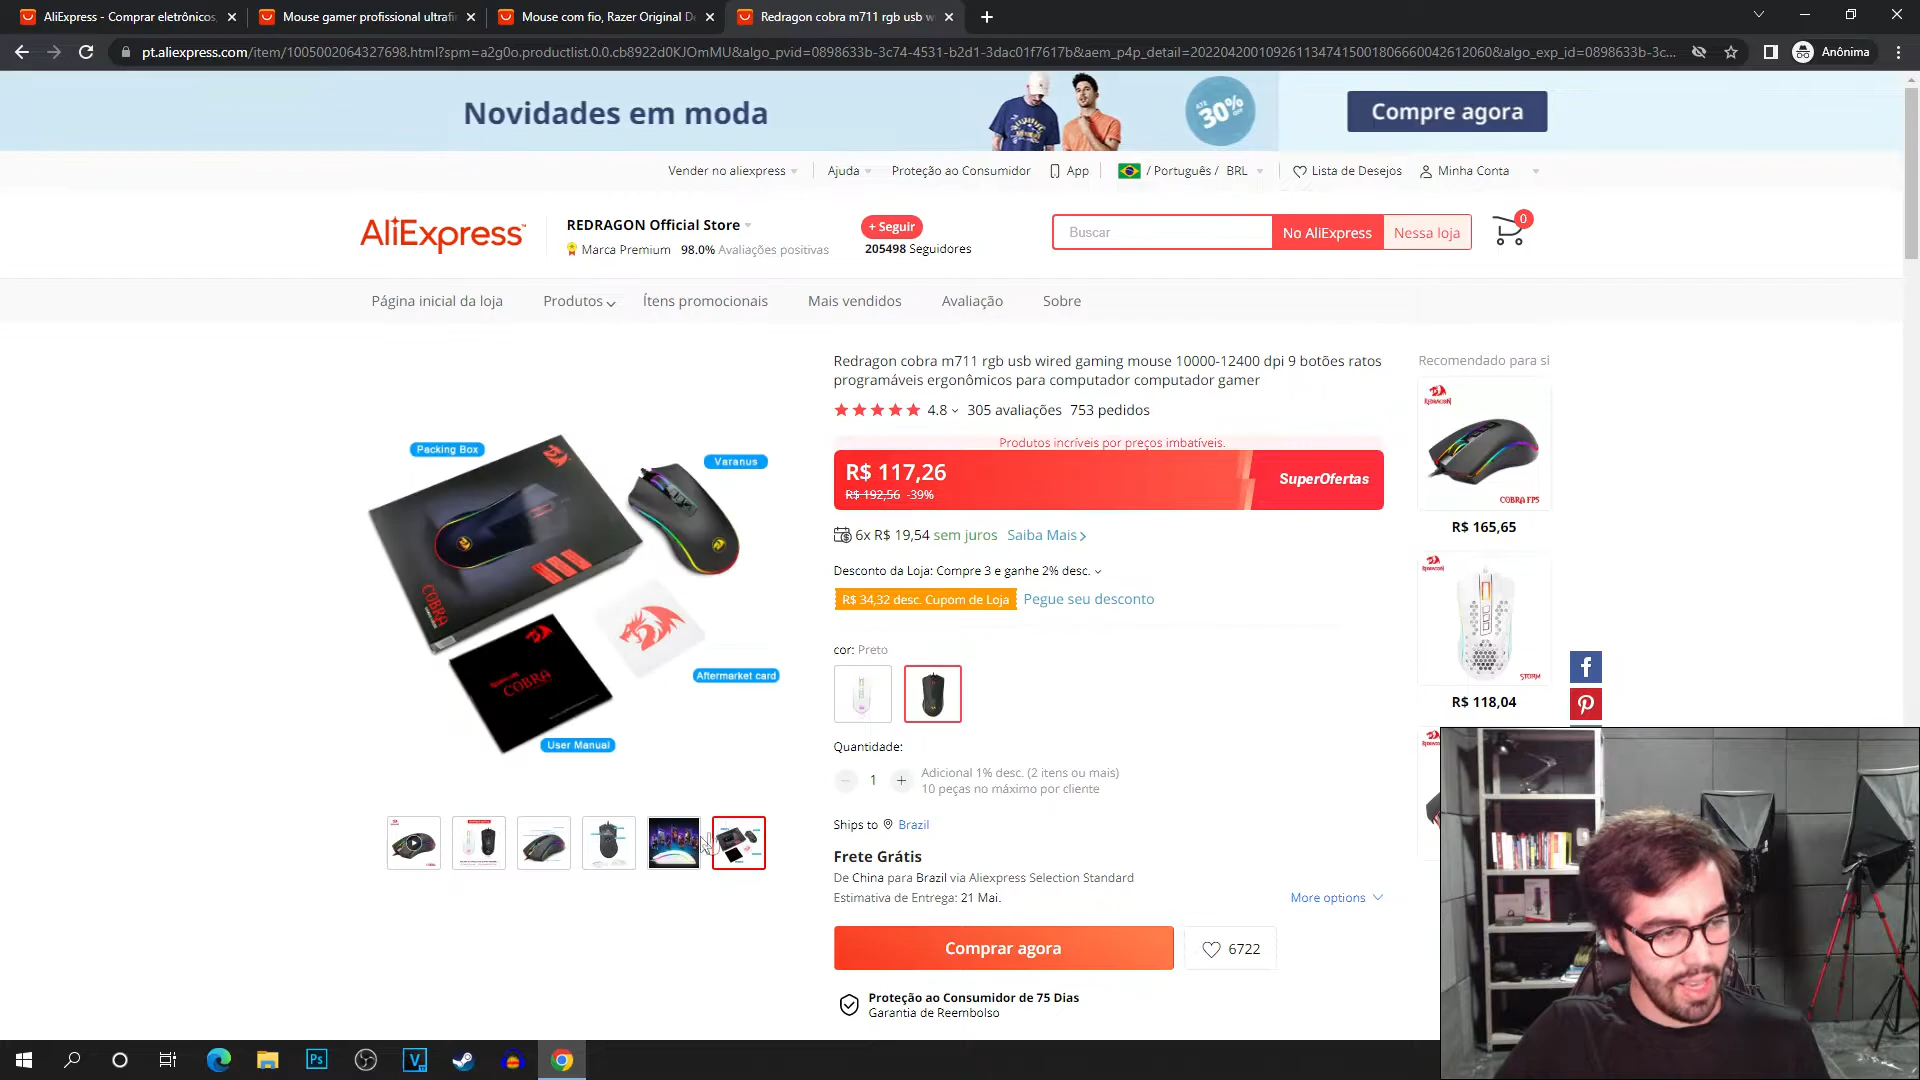 AliExpress - Comprar eletrônicos,
Mouse gamer profissional ultrafi
Mouse com fio, Razer Original De
Redragon cobra m711 rgb usb w
pt.aliexpress.com/item/1005002064327698.html?spm=a2g0o.productlist.0.0.cb8922d0KJOmMU&algo_pvid=0898633b-3c74-4531-b2d1-3dac01f7617b&aem_p4p_detail=202204200109261134741500180666004261206​0&algo_exp_id=0898633b-3c...
Anônima
Novidades em moda
ATÉ
30%
OFF
Compre agora
Vender no aliexpress
Ajuda
Proteção ao Consumidor
App
/ Português /
BRL
Lista de Desejos
Minha Conta
AliExpress
REDRAGON Official Store
Marca Premium 98.0% Avaliações positivas
+ Seguir
205498 Seguidores
Buscar
No AliExpress
Nessa loja
0
Página inicial da loja
Produtos
Ítens promocionais
Mais vendidos
Avaliação
Sobre
Redragon cobra m711 rgb usb wired gaming mouse 10000-12400 dpi 9 botões ratos
programáveis ergonômicos para computador computador gamer
4.8
305 avaliações
753 pedidos
Produtos incríveis por preços imbatíveis.
R$ 117,26
R$ 192,56 -39%
SuperOfertas
6x R$ 19,54 sem juros Saiba Mais
Desconto da Loja: Compre 3 e ganhe 2% desc.
R$ 34,32 desc. Cupom de Loja
Pegue seu desconto
cor: Preto
Quantidade:
1
Adicional 1% desc. (2 itens ou mais)
10 peças no máximo por cliente
Ships to
Brazil
Frete Grátis
De China para Brazil via Aliexpress Selection Standard
Estimativa de Entrega: 21 Mai.
More options
Comprar agora
6722
Proteção ao Consumidor de 75 Dias
Garantia de Reembolso
Packing Box
Varanus
COBRA
COBRA
Aftermarket card
User Manual
Recomendado para si
REDRAGON
COBRA FPS
R$ 165,65
REDRAGON
STORM
R$ 118,04
Ps
V